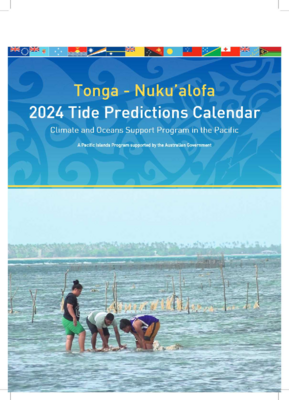 Tonga - Nuku'alofa
2024 Tide Predictions Calendar
Climate and Oceans Support Program in the Pacific
A Pacific Islands Program supported by the Australian Government